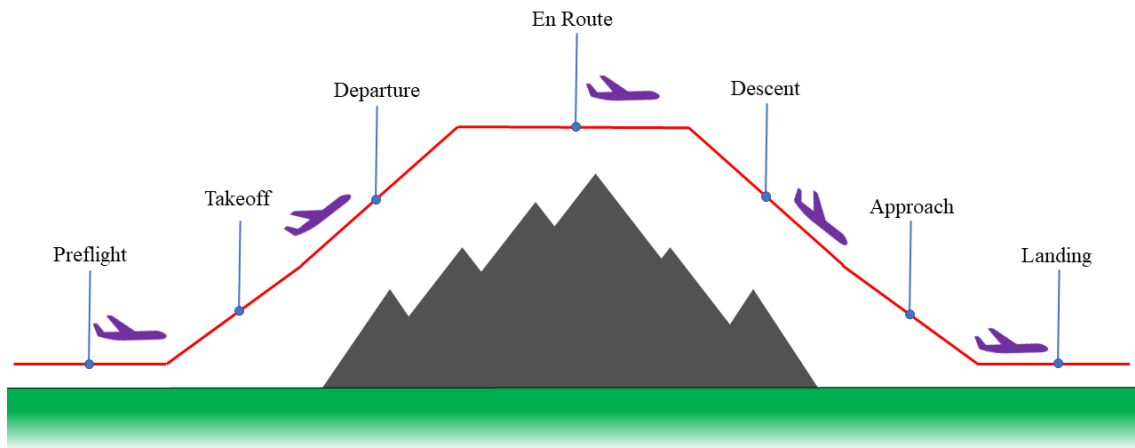 Preflight
Takeoff
Departure
En Route
Descent
Approach
Landing